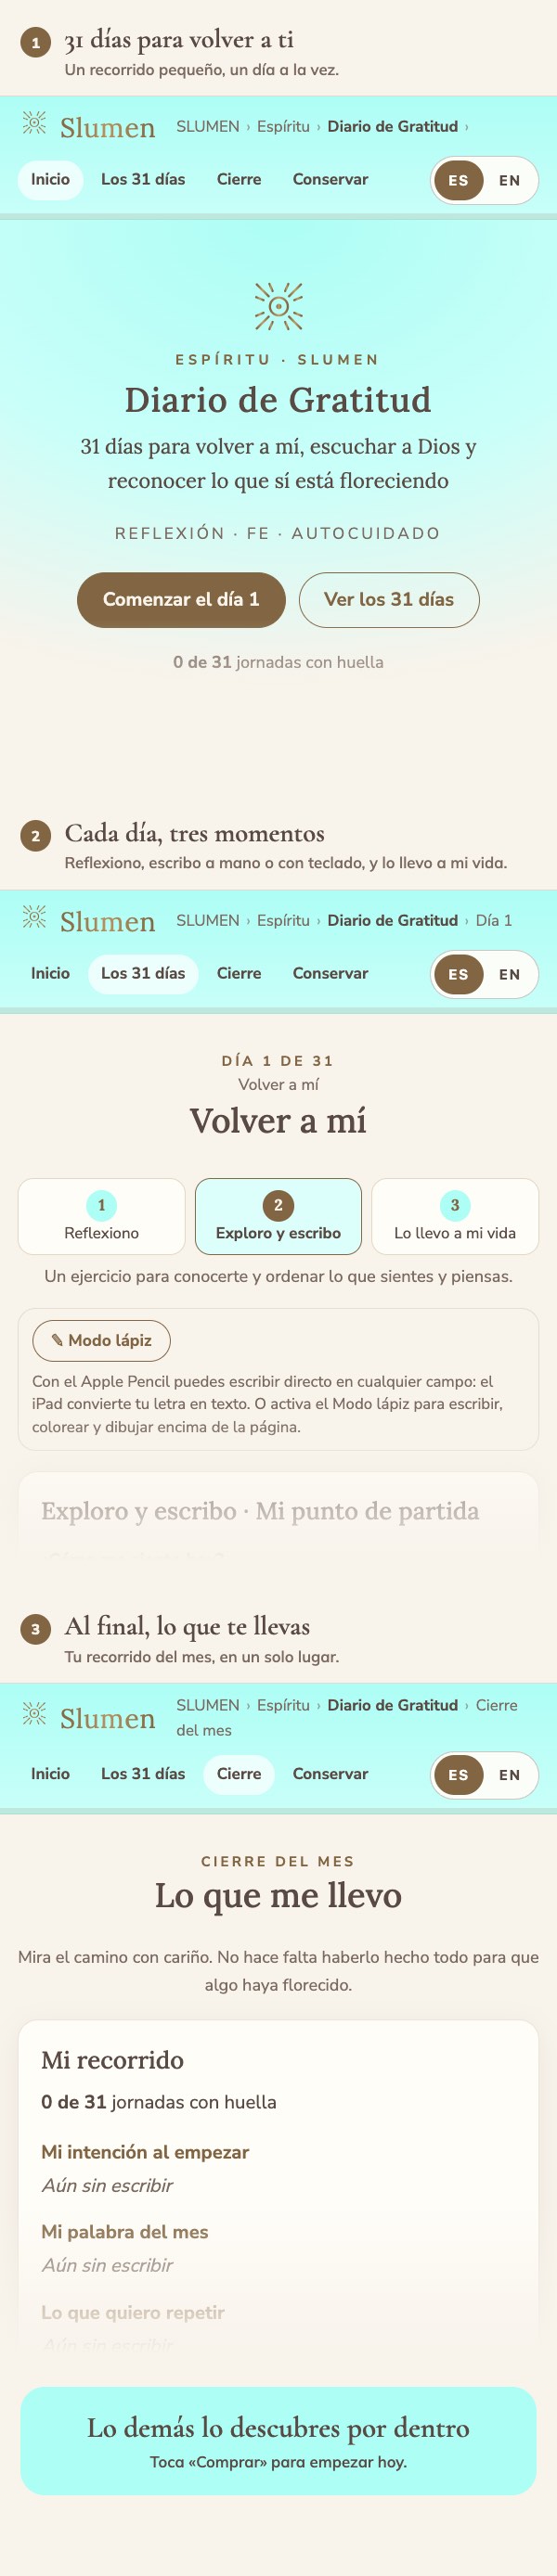 1
31 días para volver a ti
Un recorrido pequeño, un día a la vez.
Slumen
SLUMEN › Espíritu › Diario de Gratitud ›
Inicio Los 31 días Cierre Conservar ES EN
ESPÍRITU · SLUMEN
Diario de Gratitud
31 días para volver a mí, escuchar a Dios y
reconocer lo que sí está floreciendo
REFLEXIÓN · FE · AUTOCUIDADO
Comenzar el día 1 Ver los 31 días
0 de 31 jornadas con huella
2
Cada día, tres momentos
Reflexiono, escribo a mano o con teclado, y lo llevo a mi vida.
Slumen
SLUMEN › Espíritu › Diario de Gratitud › Día 1
Inicio Los 31 días Cierre Conservar ES EN
DÍA 1 DE 31
Volver a mí
Volver a mí
1 2 3
Reflexiono Exploro y escribo Lo llevo a mi vida
Un ejercicio para conocerte y ordenar lo que sientes y piensas.
✎ Modo lápiz
Con el Apple Pencil puedes escribir directo en cualquier campo: el
iPad convierte tu letra en texto. O activa el Modo lápiz para escribir,
colorear y dibujar encima de la página.
Exploro y escribo · Mi punto de partida
3
Al final, lo que te llevas
Tu recorrido del mes, en un solo lugar.
Slumen
SLUMEN › Espíritu › Diario de Gratitud › Cierre
del mes
Inicio Los 31 días Cierre Conservar ES EN
CIERRE DEL MES
Lo que me llevo
Mira el camino con cariño. No hace falta haberlo hecho todo para que
algo haya florecido.
Mi recorrido
0 de 31 jornadas con huella
Mi intención al empezar
Aún sin escribir
Mi palabra del mes
Aún sin escribir
Lo que quiero repetir
Aún sin escribir
Lo demás lo descubres por dentro
Toca «Comprar» para empezar hoy.